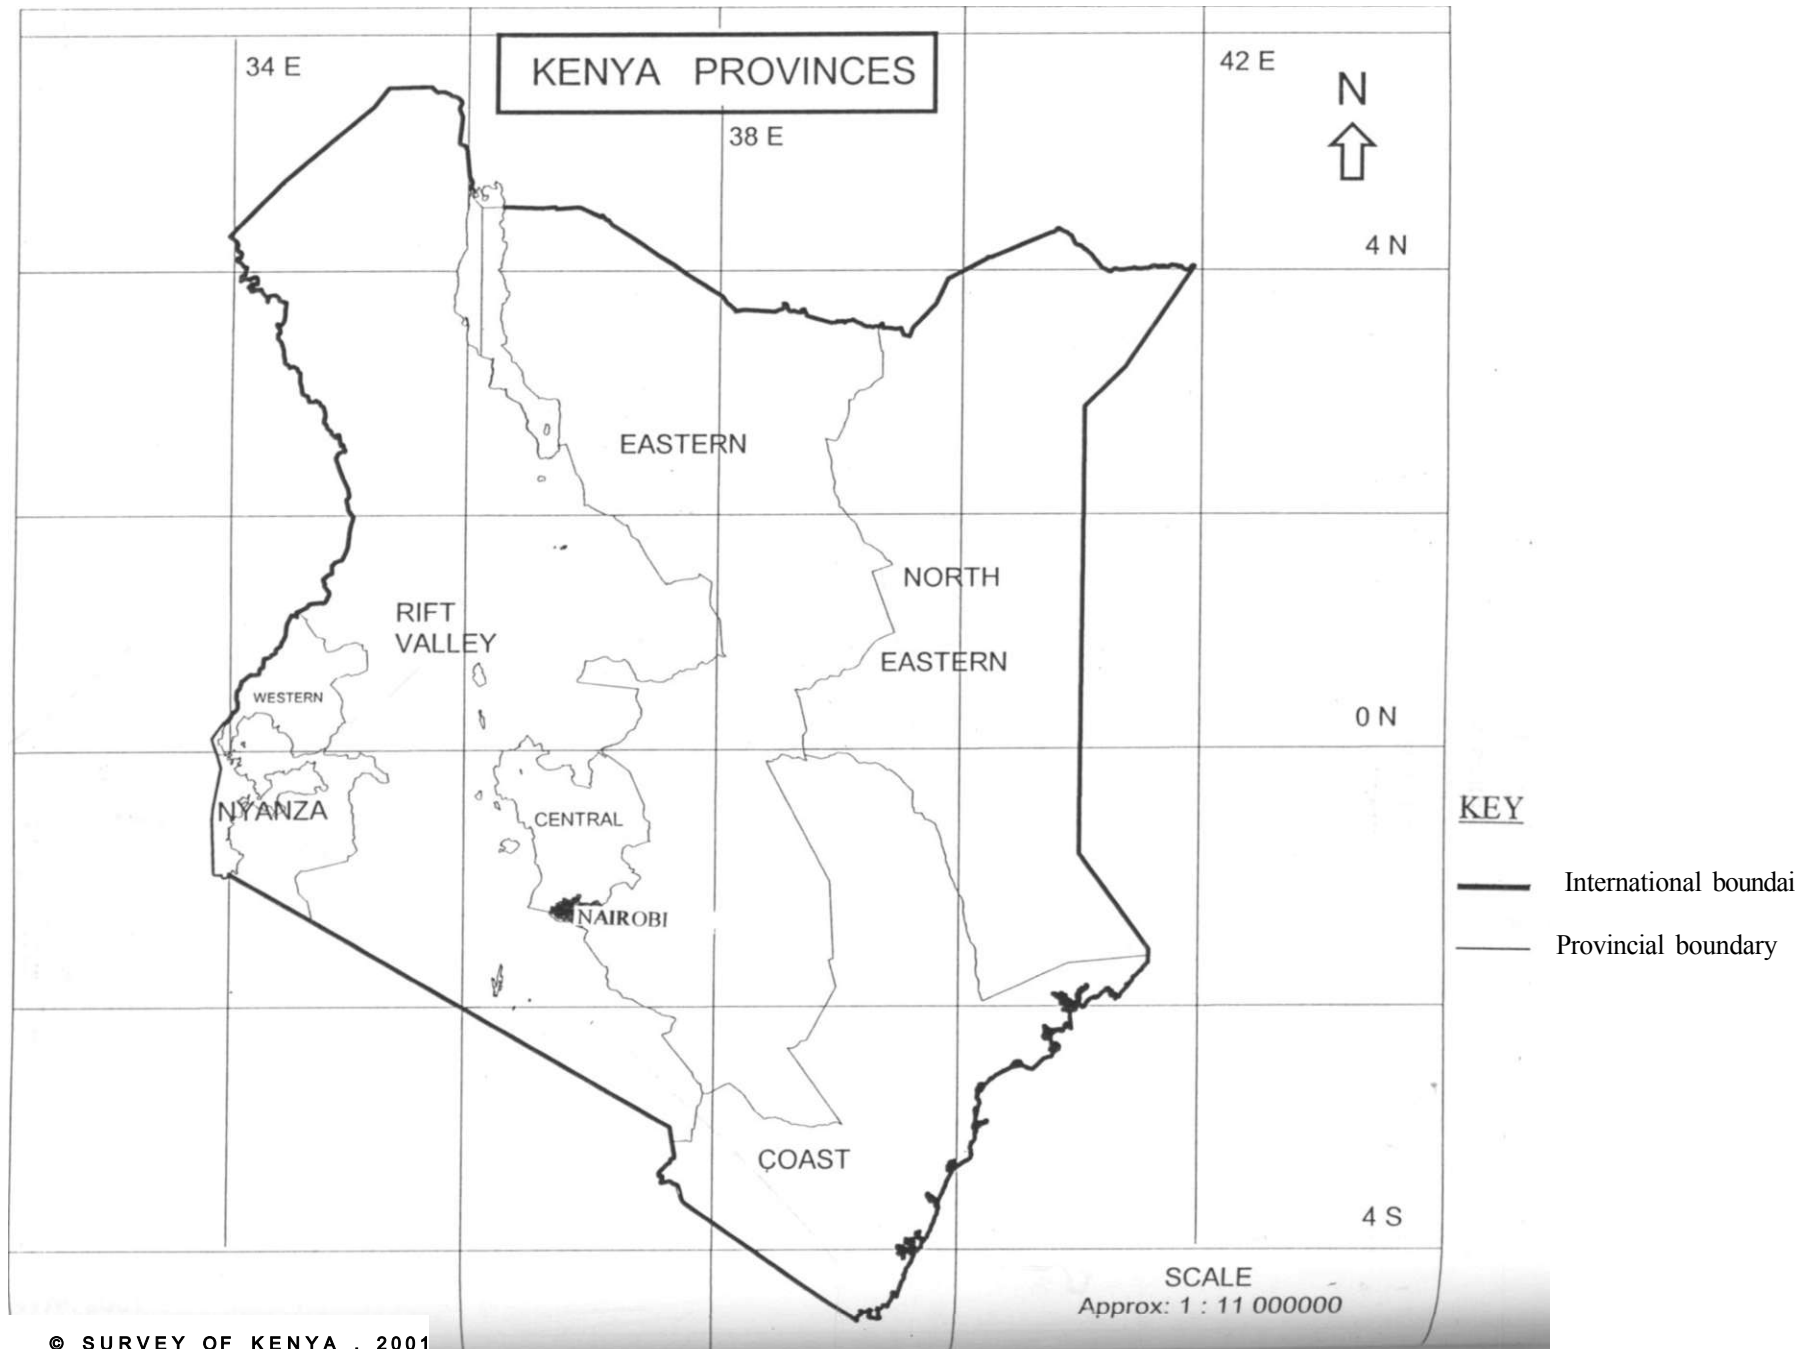 34 E
KENYA PROVINCES
42 E
N
38 E
4 N
EASTERN
NORTH
RIFT
VALLEY
EASTERN
WESTERN
0 N
NYANZA
CENTRAL
KEY
International boundai
NAIROBI
Provincial boundary
COAST
4 S
SCALE
Approx: 1 : 11 000000
© SURVEY OF KENYA . 2001